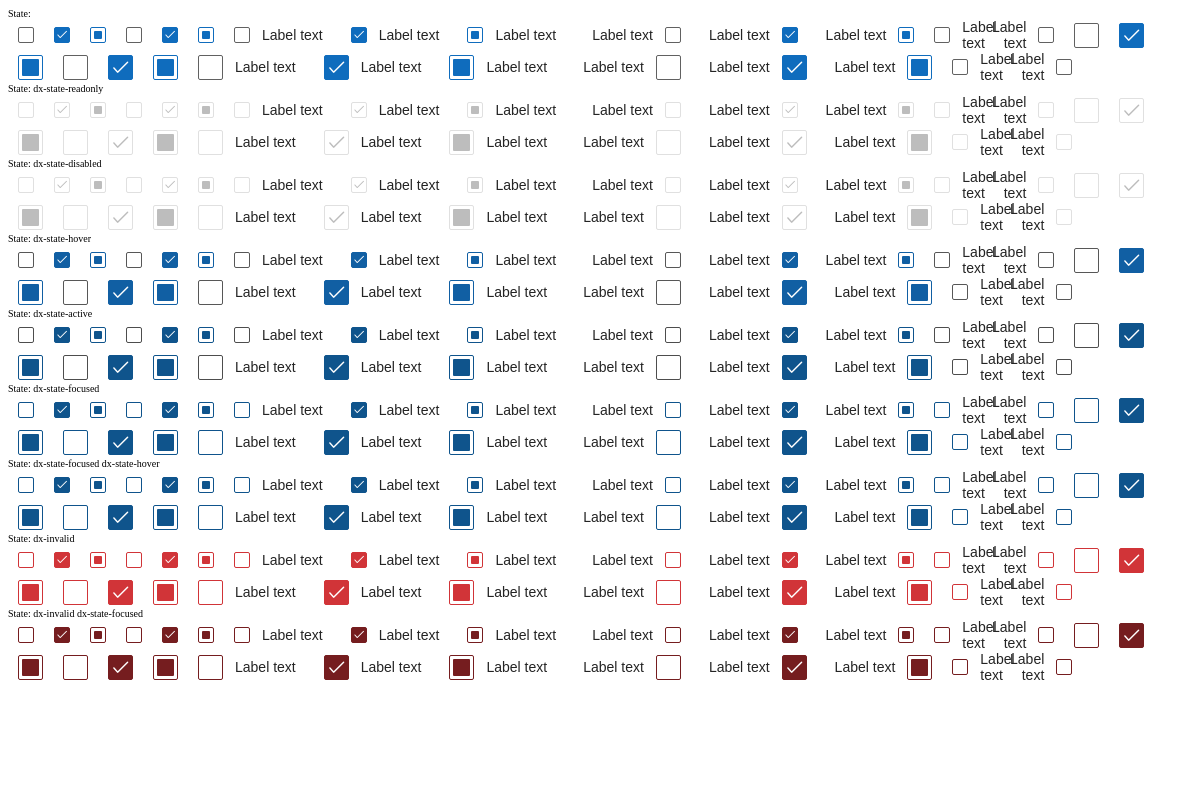 State:
Label text Label text Label text Label text Label text Label text
Label Label
text text
Label text Label text Label text Label text Label text Label text
Label Label
text text
State: dx-state-readonly
Label text Label text Label text Label text Label text Label text
Label Label
text text
Label text Label text Label text Label text Label text Label text
Label Label
text text
State: dx-state-disabled
Label text Label text Label text Label text Label text Label text
Label Label
text text
Label text Label text Label text Label text Label text Label text
Label Label
text text
State: dx-state-hover
Label text Label text Label text Label text Label text Label text
Label Label
text text
Label text Label text Label text Label text Label text Label text
Label Label
text text
State: dx-state-active
Label text Label text Label text Label text Label text Label text
Label Label
text text
Label text Label text Label text Label text Label text Label text
Label Label
text text
State: dx-state-focused
Label text Label text Label text Label text Label text Label text
Label Label
text text
Label text Label text Label text Label text Label text Label text
Label Label
text text
State: dx-state-focused dx-state-hover
Label text Label text Label text Label text Label text Label text
Label Label
text text
Label text Label text Label text Label text Label text Label text
Label Label
text text
State: dx-invalid
Label text Label text Label text Label text Label text Label text
Label Label
text text
Label text Label text Label text Label text Label text Label text
Label Label
text text
State: dx-invalid dx-state-focused
Label text Label text Label text Label text Label text Label text
Label Label
text text
Label text Label text Label text Label text Label text Label text
Label Label
text text